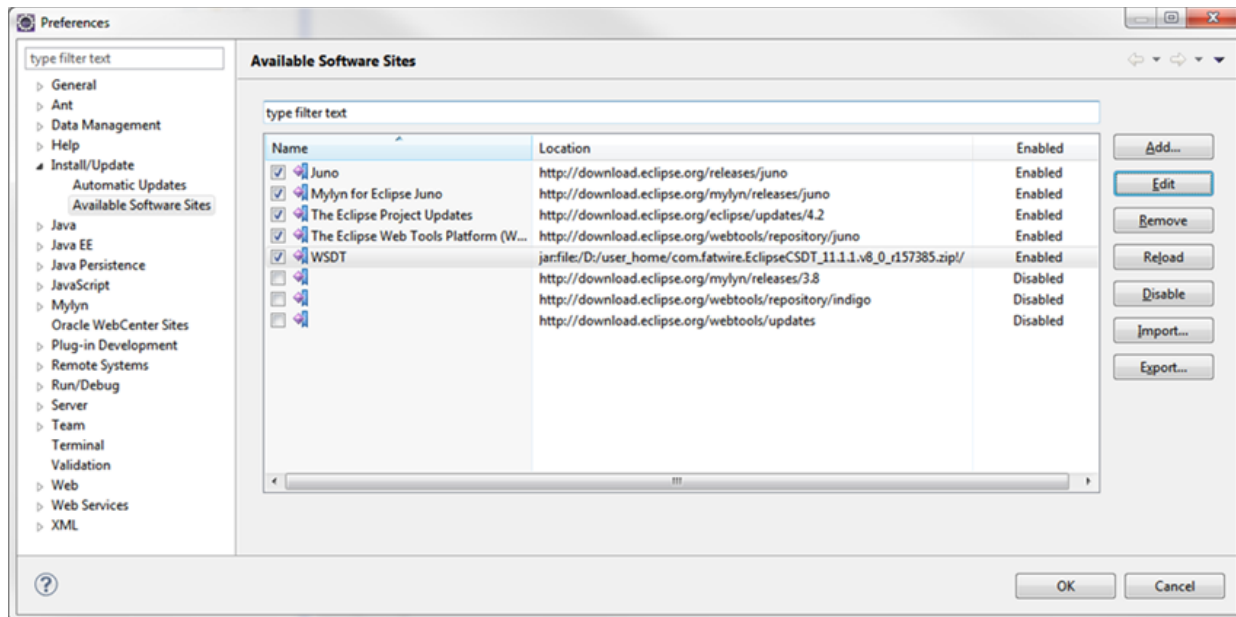 Preferences
type filter text
General
Ant
Data Management
Help
Install/Update
Automatic Updates
Available Software Sites
Java
Java EE
Java Persistence
JavaScript
Mylyn
Oracle WebCenter Sites
Plug-in Development
Remote Systems
Run/Debug
Server
Team
Terminal
Validation
Web
Web Services
XML
Available Software Sites
type filter text
Name Location Enabled
Juno http://download.eclipse.org/releases/juno Enabled
Mylyn for Eclipse Juno http://download.eclipse.org/mylyn/releases/juno Enabled
The Eclipse Project Updates http://download.eclipse.org/eclipse/updates/4.2 Enabled
The Eclipse Web Tools Platform (W... http://download.eclipse.org/webtools/repository/juno Enabled
WSDT jar:file:/D:/user_home/com.fatwire.EclipseCSDT_11.1.1.v8_0_r157385.zip!/ Enabled
http://download.eclipse.org/mylyn/releases/3.8 Disabled
http://download.eclipse.org/webtools/repository/indigo Disabled
http://download.eclipse.org/webtools/updates Disabled
Add...
Edit
Remove
Reload
Disable
Import...
Export...
OK Cancel